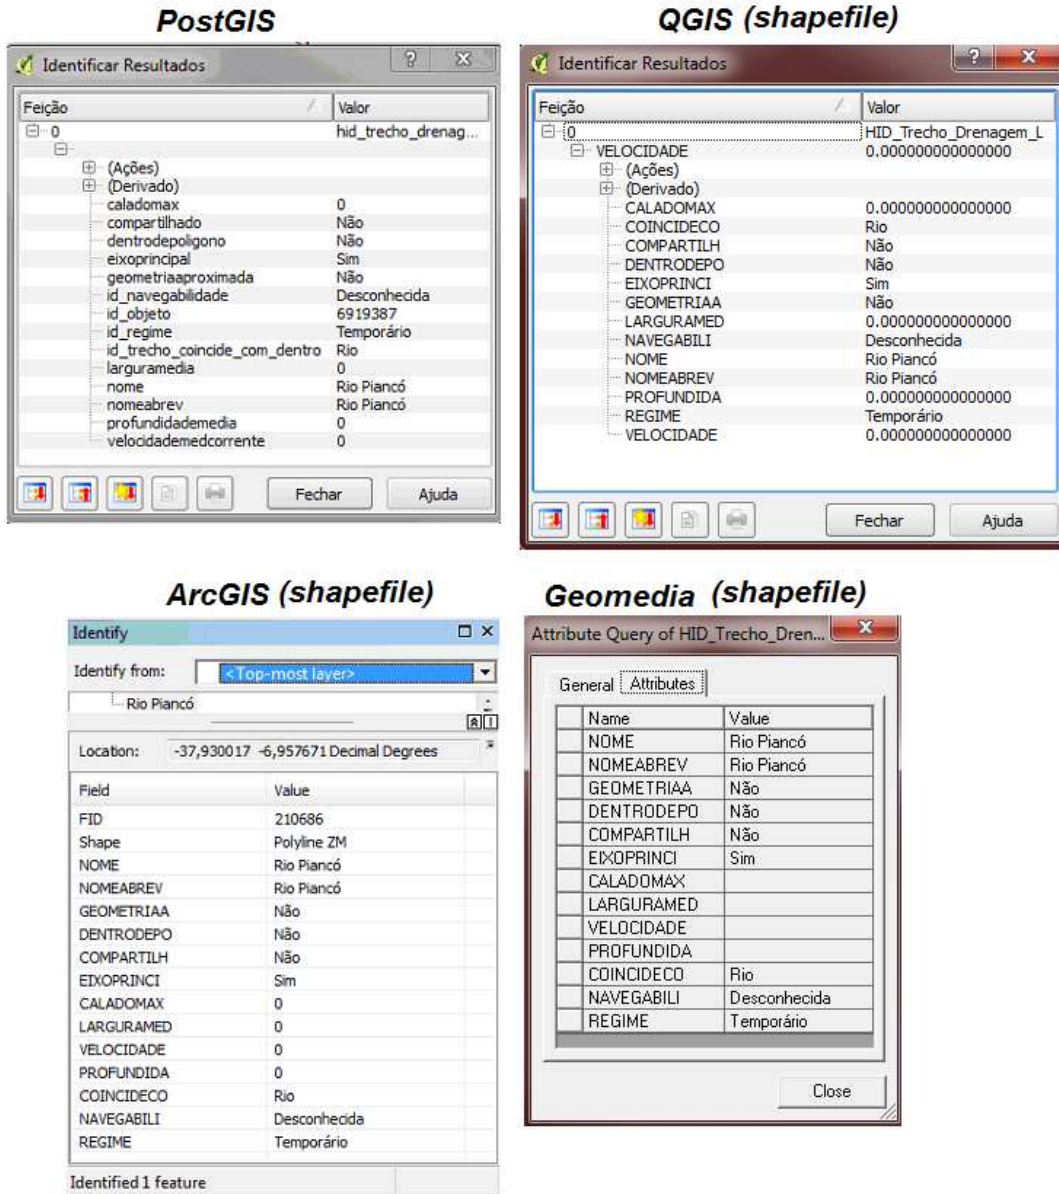 PostGIS
Identificar Resultados
Feição Valor
0 hid_trecho_drenag...
(Ações)
(Derivado)
caladomax 0
compartilhado Não
dentrodepoligono Não
eixoprincipal Sim
geometriaaproximada Não
id_navegabilidade Desconhecida
id_objeto 6919387
id_regime Temporário
id_trecho_coincide_com_dentro Rio
larguramedia 0
nome Rio Piancó
nomeabrev Rio Piancó
profundidademedia 0
velocidademedcorrente 0
Fechar Ajuda
QGIS (shapefile)
Identificar Resultados
Feição Valor
0 HID_Trecho_Drenagem_L
VELOCIDADE 0.000000000000000
(Ações)
(Derivado)
CALADOMAX 0.000000000000000
COINCIDECO Rio
COMPARTILH Não
DENTRODEPO Não
EIXOPRINCI Sim
GEOMETRIAA Não
LARGURAMED 0.000000000000000
NAVEGABILI Desconhecida
NOME Rio Piancó
NOMEABREV Rio Piancó
PROFUNDIDA 0.000000000000000
REGIME Temporário
VELOCIDADE 0.000000000000000
Fechar Ajuda
ArcGIS (shapefile)
Identify
Identify from: <Top-most layer>
Rio Piancó
Location: -37,930017 -6,957671 Decimal Degrees
Field Value
FID 210686
Shape Polyline ZM
NOME Rio Piancó
NOMEABREV Rio Piancó
GEOMETRIAA Não
DENTRODEPO Não
COMPARTILH Não
EIXOPRINCI Sim
CALADOMAX 0
LARGURAMED 0
VELOCIDADE 0
PROFUNDIDA 0
COINCIDECO Rio
NAVEGABILI Desconhecida
REGIME Temporário
Identified 1 feature
Geomedia (shapefile)
Attribute Query of HID_Trecho_Dren...
General Attributes
Name Value
NOME Rio Piancó
NOMEABREV Rio Piancó
GEOMETRIAA Não
DENTRODEPO Não
COMPARTILH Não
EIXOPRINCI Sim
CALADOMAX
LARGURAMED
VELOCIDADE
PROFUNDIDA
COINCIDECO Rio
NAVEGABILI Desconhecida
REGIME Temporário
Close